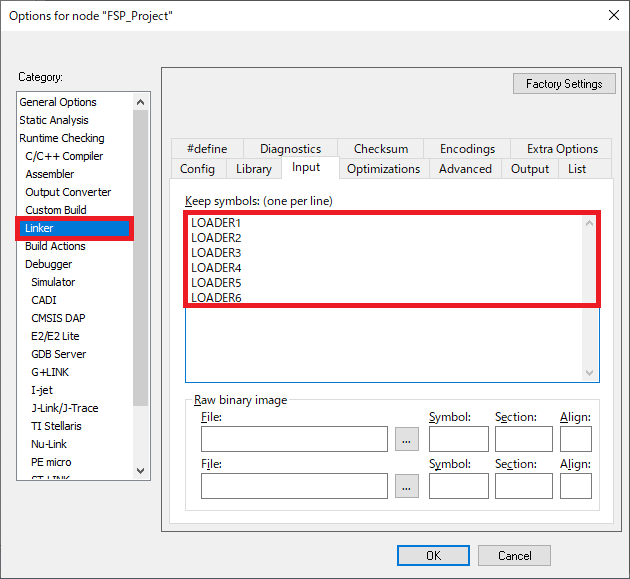 Options for node "FSP_Project"
Category:
General Options
Static Analysis
Runtime Checking
C/C++ Compiler
Assembler
Output Converter
Custom Build
Linker
Build Actions
Debugger
Simulator
CADI
CMSIS DAP
E2/E2 Lite
GDB Server
G+LINK
I-jet
J-Link/J-Trace
TI Stellaris
Nu-Link
PE micro
ST-LINK
Factory Settings
#define Diagnostics Checksum Encodings Extra Options
Config Library Input Optimizations Advanced Output List
Keep symbols: (one per line)
LOADER1
LOADER2
LOADER3
LOADER4
LOADER5
LOADER6
Raw binary image
File: Symbol: Section: Align:
...
File: Symbol: Section: Align:
...
OK Cancel